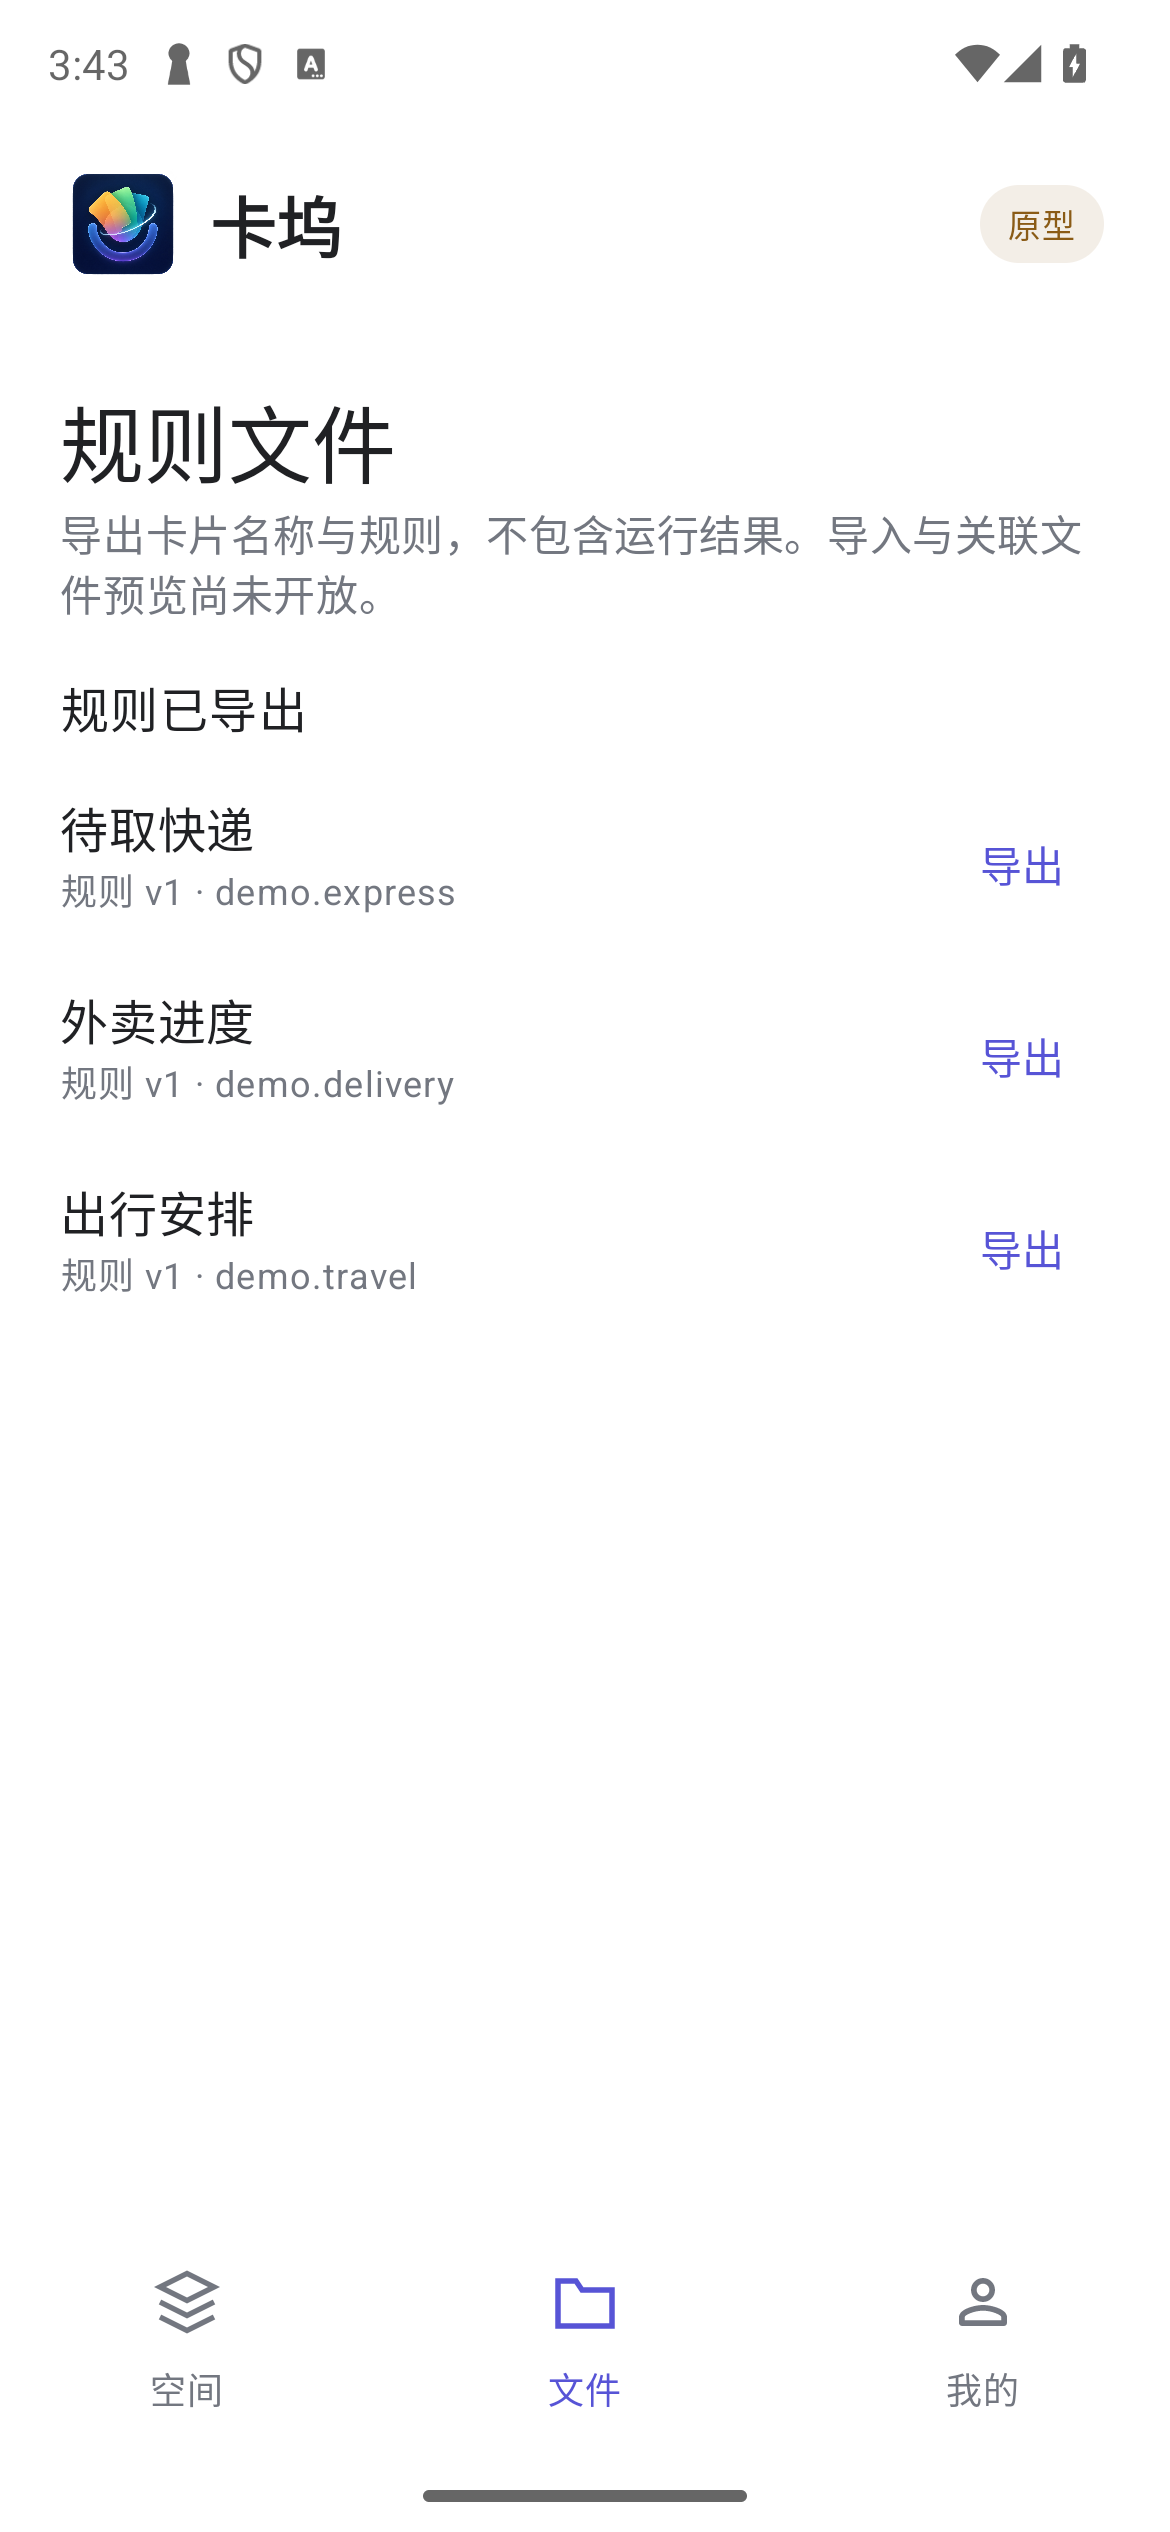 3:43
卡坞
原型
规则文件
导出卡片名称与规则，不包含运行结果。导入与关联文
件预览尚未开放。
规则已导出
待取快递
规则 v1 · demo.express
导出
外卖进度
规则 v1 · demo.delivery
导出
出行安排
规则 v1 · demo.travel
导出
空间
文件
我的